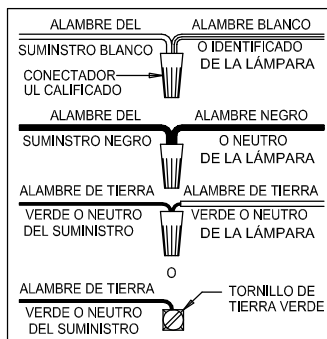 ALAMBRE DEL ALAMBRE BLANCO
SUMINSTRO BLANCO O IDENTIFICADO
CONECTADOR DE LA LÁMPARA
UL CALIFICADO
ALAMBRE DEL ALAMBRE NEGRO
SUMINSTRO NEGRO O NEUTRO
DE LA LÁMPARA
ALAMBRE DE TIERRA ALAMBRE DE TIERRA
VERDE O NEUTRO VERDE O NEUTRO
DEL SUMINISTRO DE LA LÁMPARA
O
ALAMBRE DE TIERRA TORNILLO DE
VERDE O NEUTRO TIERRA VERDE
DEL SUMINISTRO